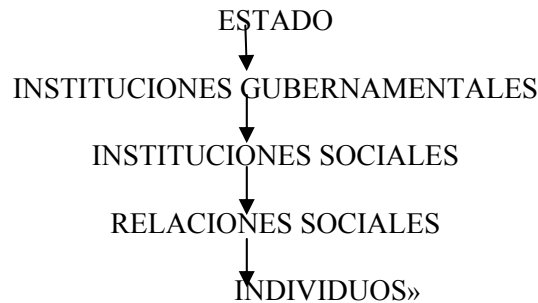 ESTADO
INSTITUCIONES GUBERNAMENTALES
INSTITUCIONES SOCIALES
RELACIONES SOCIALES
INDIVIDUOS»